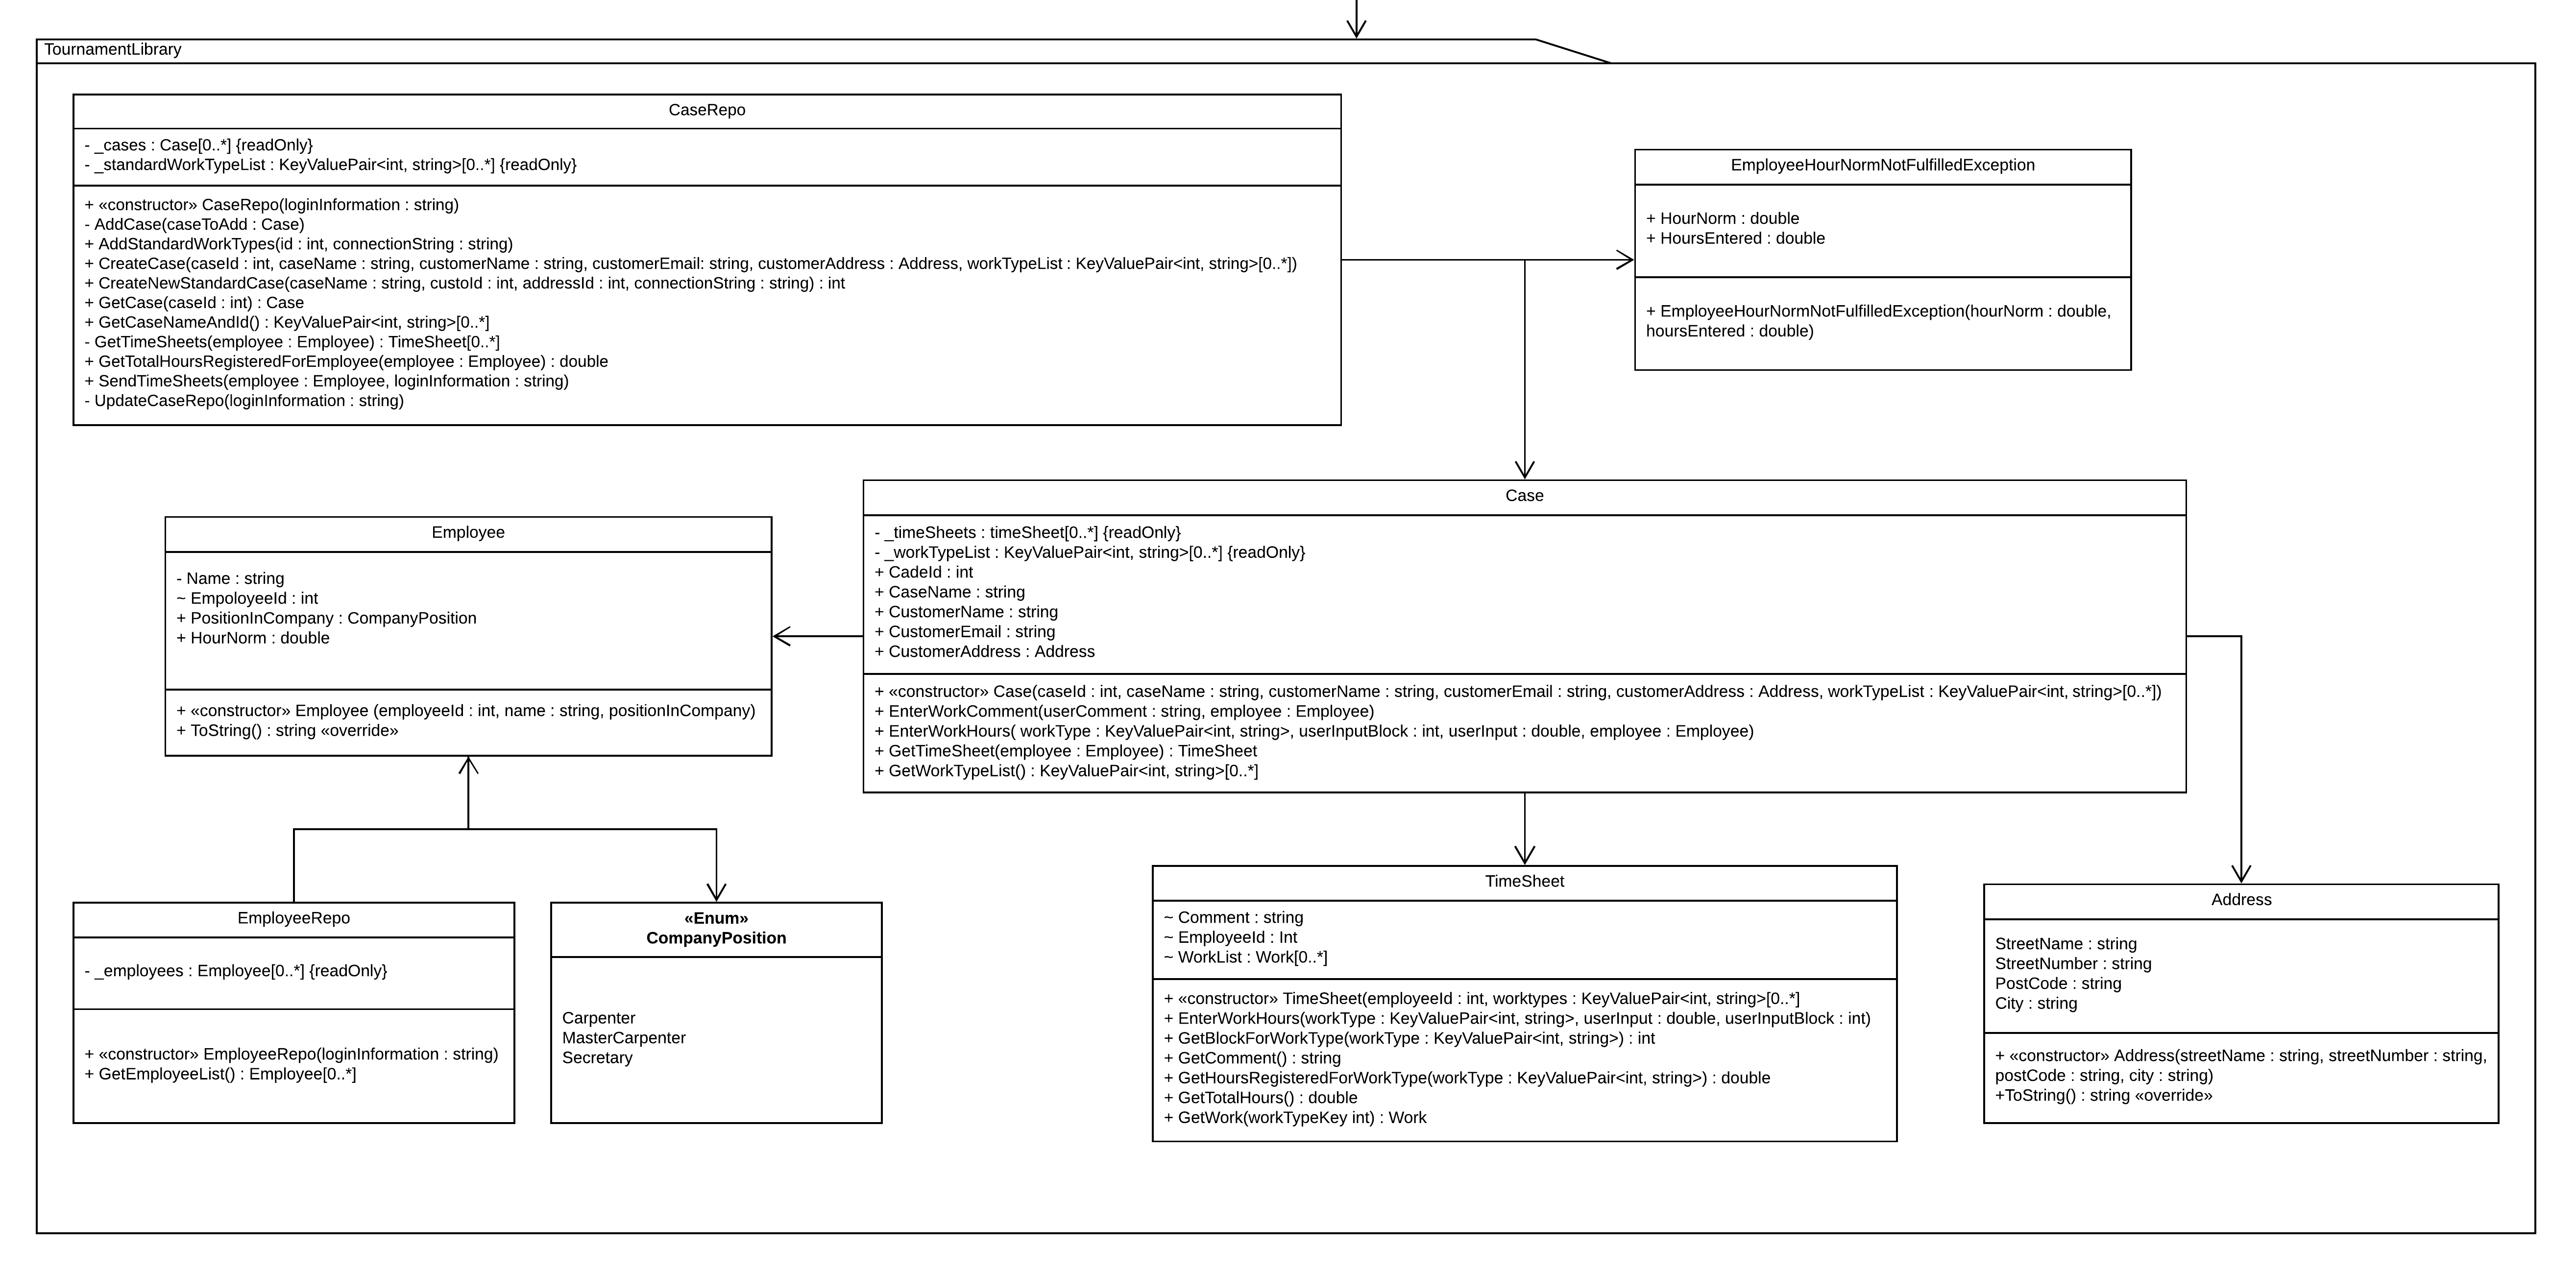 TournamentLibrary
CaseRepo
- _cases : Case[0..*] {readOnly}
- _standardWorkTypeList : KeyValuePair<int, string>[0..*] {readOnly}
+ «constructor» CaseRepo(loginInformation : string)
- AddCase(caseToAdd : Case)
+ AddStandardWorkTypes(id : int, connectionString : string)
+ CreateCase(caseId : int, caseName : string, customerName : string, customerEmail: string, customerAddress : Address, workTypeList : KeyValuePair<int, string>[0..*])
+ CreateNewStandardCase(caseName : string, custoId : int, addressId : int, connectionString : string) : int
+ GetCase(caseId : int) : Case
+ GetCaseNameAndId() : KeyValuePair<int, string>[0..*]
- GetTimeSheets(employee : Employee) : TimeSheet[0..*]
+ GetTotalHoursRegisteredForEmployee(employee : Employee) : double
+ SendTimeSheets(employee : Employee, loginInformation : string)
- UpdateCaseRepo(loginInformation : string)
EmployeeHourNormNotFulfilledException
+ HourNorm : double
+ HoursEntered : double
+ EmployeeHourNormNotFulfilledException(hourNorm : double,
hoursEntered : double)
Case
- _timeSheets : timeSheet[0..*] {readOnly}
- _workTypeList : KeyValuePair<int, string>[0..*] {readOnly}
+ CadeId : int
+ CaseName : string
+ CustomerName : string
+ CustomerEmail : string
+ CustomerAddress : Address
+ «constructor» Case(caseId : int, caseName : string, customerName : string, customerEmail : string, customerAddress : Address, workTypeList : KeyValuePair<int, string>[0..*])
+ EnterWorkComment(userComment : string, employee : Employee)
+ EnterWorkHours( workType : KeyValuePair<int, string>, userInputBlock : int, userInput : double, employee : Employee)
+ GetTimeSheet(employee : Employee) : TimeSheet
+ GetWorkTypeList() : KeyValuePair<int, string>[0..*]
Employee
- Name : string
~ EmpoloyeeId : int
+ PositionInCompany : CompanyPosition
+ HourNorm : double
+ «constructor» Employee (employeeId : int, name : string, positionInCompany)
+ ToString() : string «override»
EmployeeRepo
- _employees : Employee[0..*] {readOnly}
+ «constructor» EmployeeRepo(loginInformation : string)
+ GetEmployeeList() : Employee[0..*]
«Enum»
CompanyPosition
Carpenter
MasterCarpenter
Secretary
TimeSheet
~ Comment : string
~ EmployeeId : Int
~ WorkList : Work[0..*]
+ «constructor» TimeSheet(employeeId : int, worktypes : KeyValuePair<int, string>[0..*]
+ EnterWorkHours(workType : KeyValuePair<int, string>, userInput : double, userInputBlock : int)
+ GetBlockForWorkType(workType : KeyValuePair<int, string>) : int
+ GetComment() : string
+ GetHoursRegisteredForWorkType(workType : KeyValuePair<int, string>) : double
+ GetTotalHours() : double
+ GetWork(workTypeKey int) : Work
Address
StreetName : string
StreetNumber : string
PostCode : string
City : string
+ «constructor» Address(streetName : string, streetNumber : string,
postCode : string, city : string)
+ToString() : string «override»